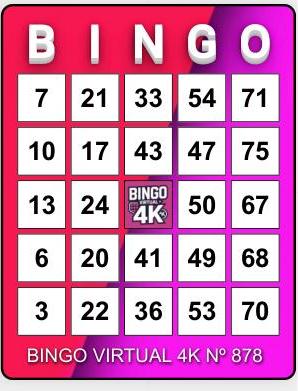 B I N G O
7 21 33 54 71
10 17 43 47 75
13 24 BINGO VIRTUAL 4K 50 67
6 20 41 49 68
3 22 36 53 70
BINGO VIRTUAL 4K Nº 878